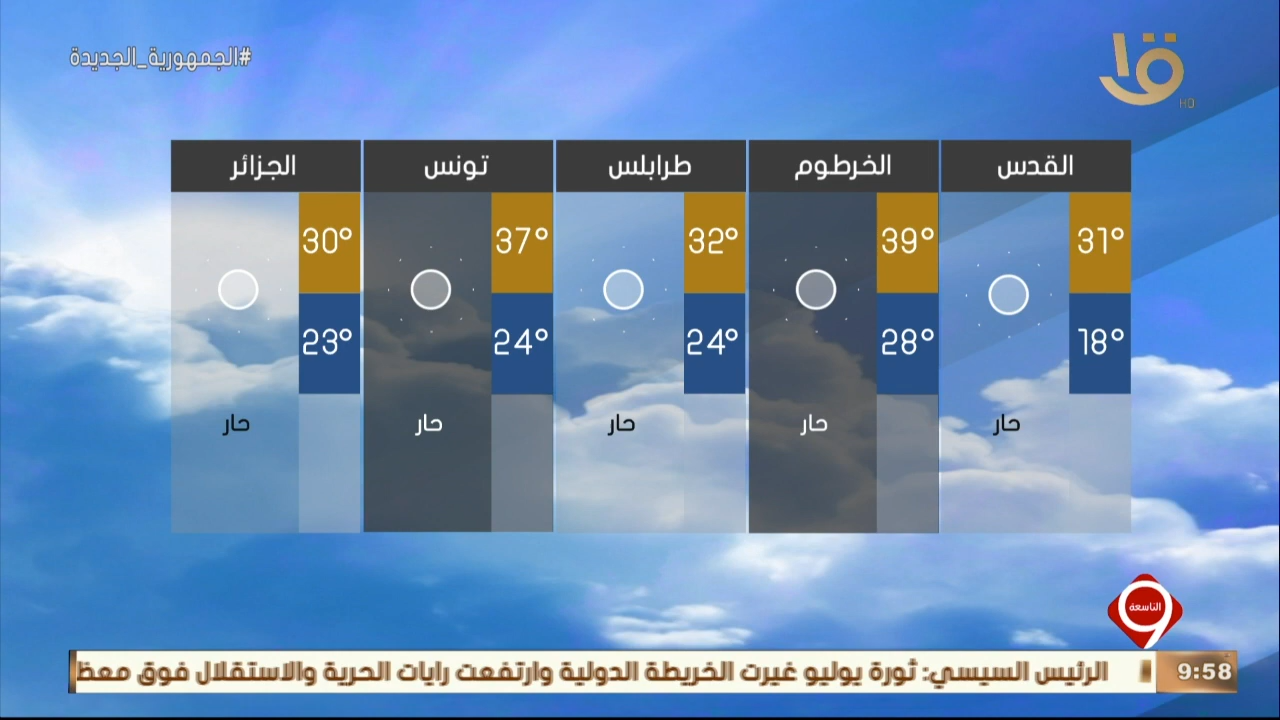 #الجمهورية_الجديدة
HD
القدس
31°
18°
حار
الخرطوم
39°
28°
حار
طرابلس
32°
24°
حار
تونس
37°
24°
حار
الجزائر
30°
23°
حار
التاسعة
9
9:58
الرئيس السيسي: ثورة يوليو غيرت الخريطة الدولية وارتفعت رايات الحرية والاستقلال فوق معظ